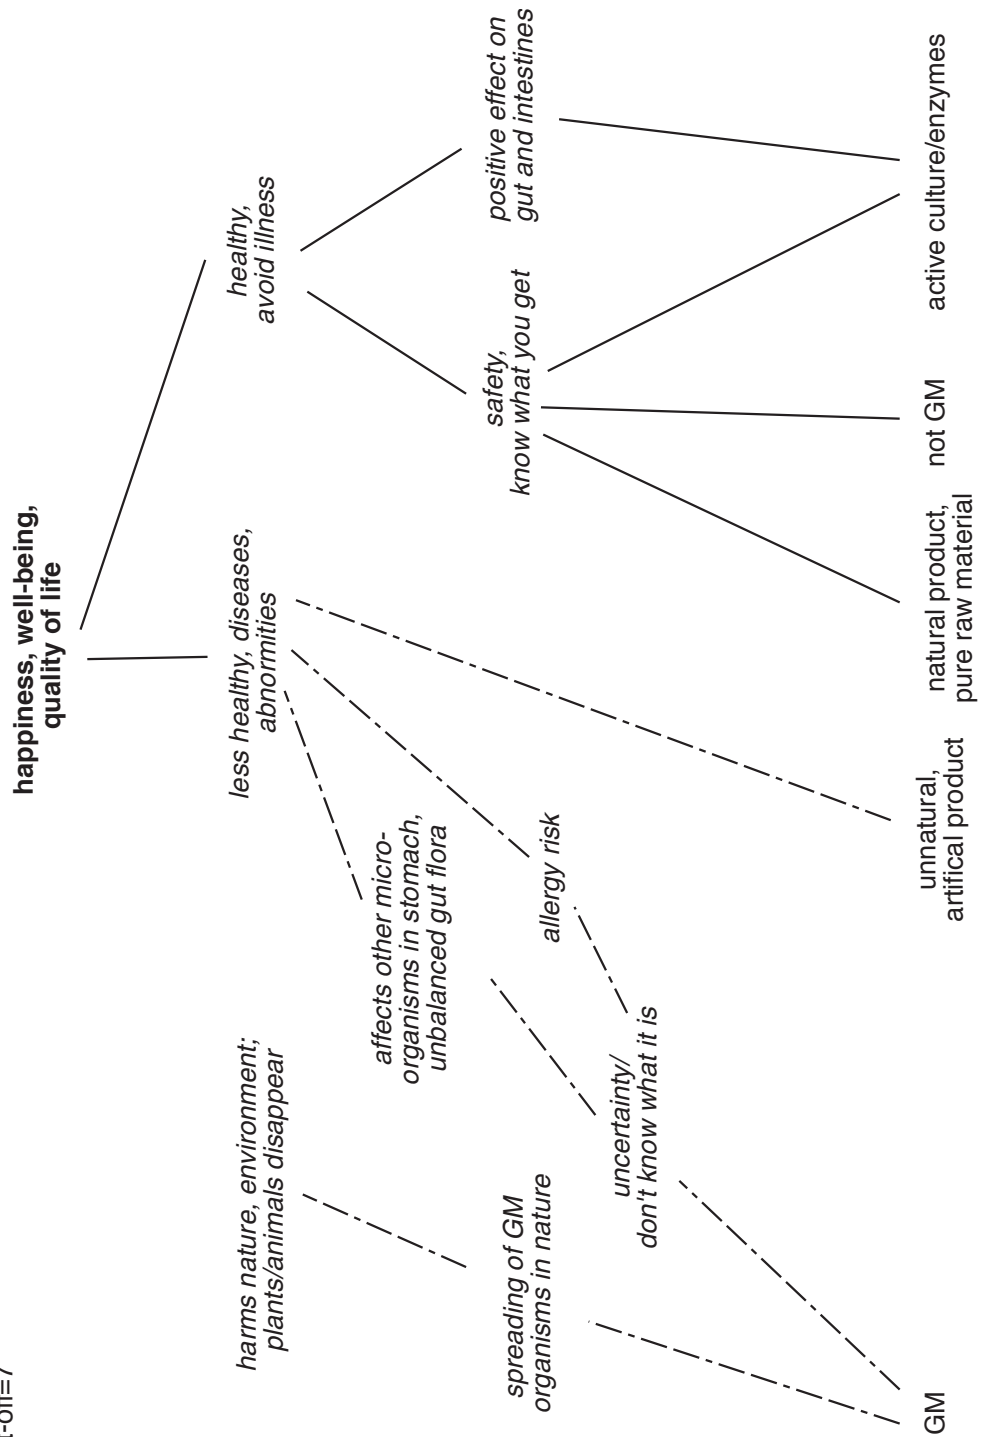 t-off=7
happiness, well-being,
quality of life
harms nature, environment;
plants/animals disappear
less healthy, diseases,
abnormities
healthy,
avoid illness
affects other micro-
organisms in stomach,
unbalanced gut flora
spreading of GM
organisms in nature
allergy risk
safety,
know what you get
positive effect on
gut and intestines
uncertainty/
don't know what it is
GM
unnatural,
artifical product
natural product,
pure raw material
not GM
active culture/enzymes